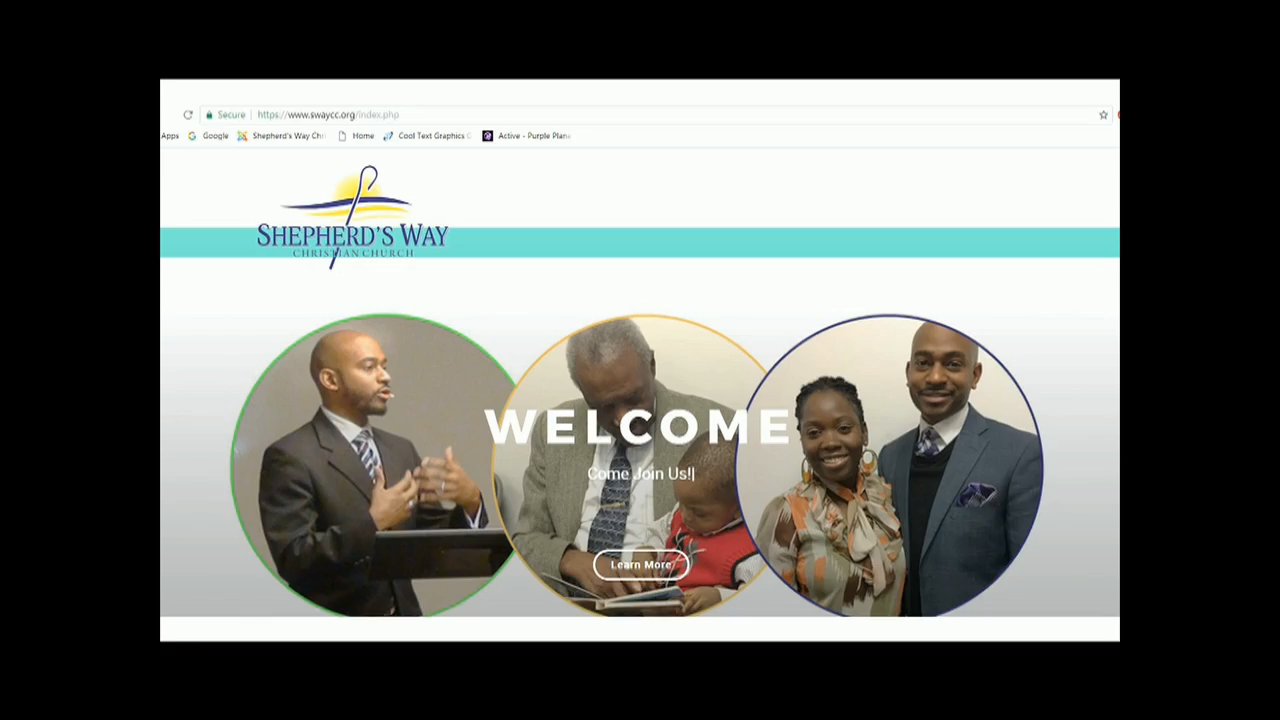 Secure | https://www.swaycc.org/index.php
Apps Google Shepherd's Way Chri Home Cool Text Graphics G Active - Purple Plane
SHEPHERD'S WAY
CHRISTIAN CHURCH
WELCOME
Come Join Us!|
Learn More